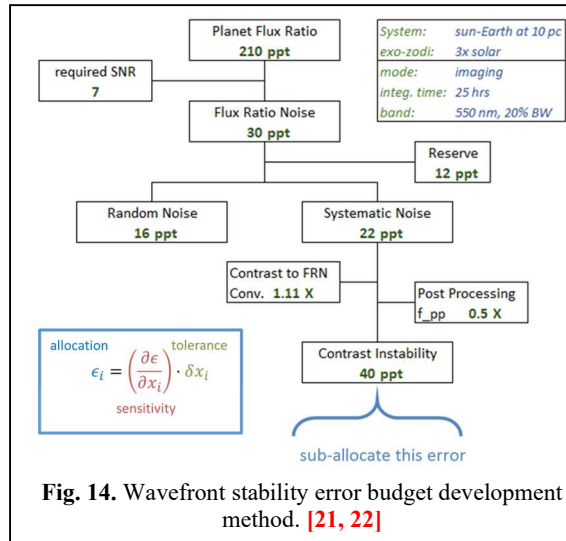 Planet Flux Ratio
210 ppt
System: sun-Earth at 10 pc
exo-zodi: 3x solar
mode: imaging
integ. time: 25 hrs
band: 550 nm, 20% BW
required SNR
7
Flux Ratio Noise
30 ppt
Reserve
12 ppt
Random Noise
16 ppt
Systematic Noise
22 ppt
Contrast to FRN
Conv. 1.11 X
Post Processing
f_pp 0.5 X
allocation tolerance
ϵᵢ = (∂ϵ/∂xᵢ) · δxᵢ
sensitivity
Contrast Instability
40 ppt
sub-allocate this error
Fig. 14. Wavefront stability error budget development
method. [21, 22]